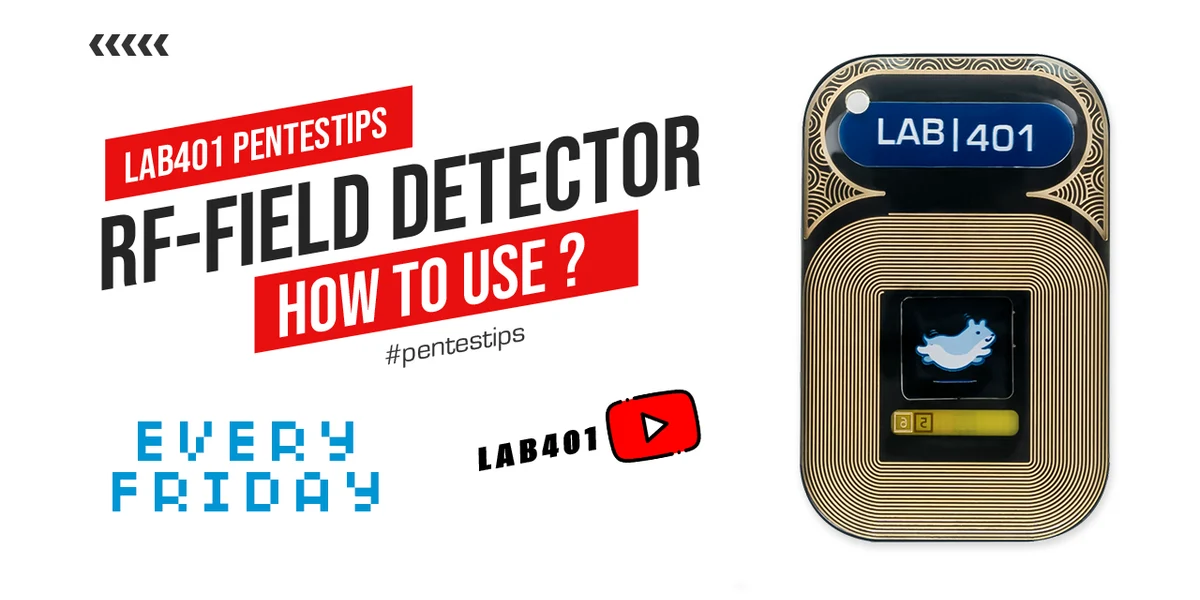 LAB401 PENTESTIPS
RF-FIELD DETECTOR
HOW TO USE ?
#pentestips
EVERY
FRIDAY
LAB401
LAB|401